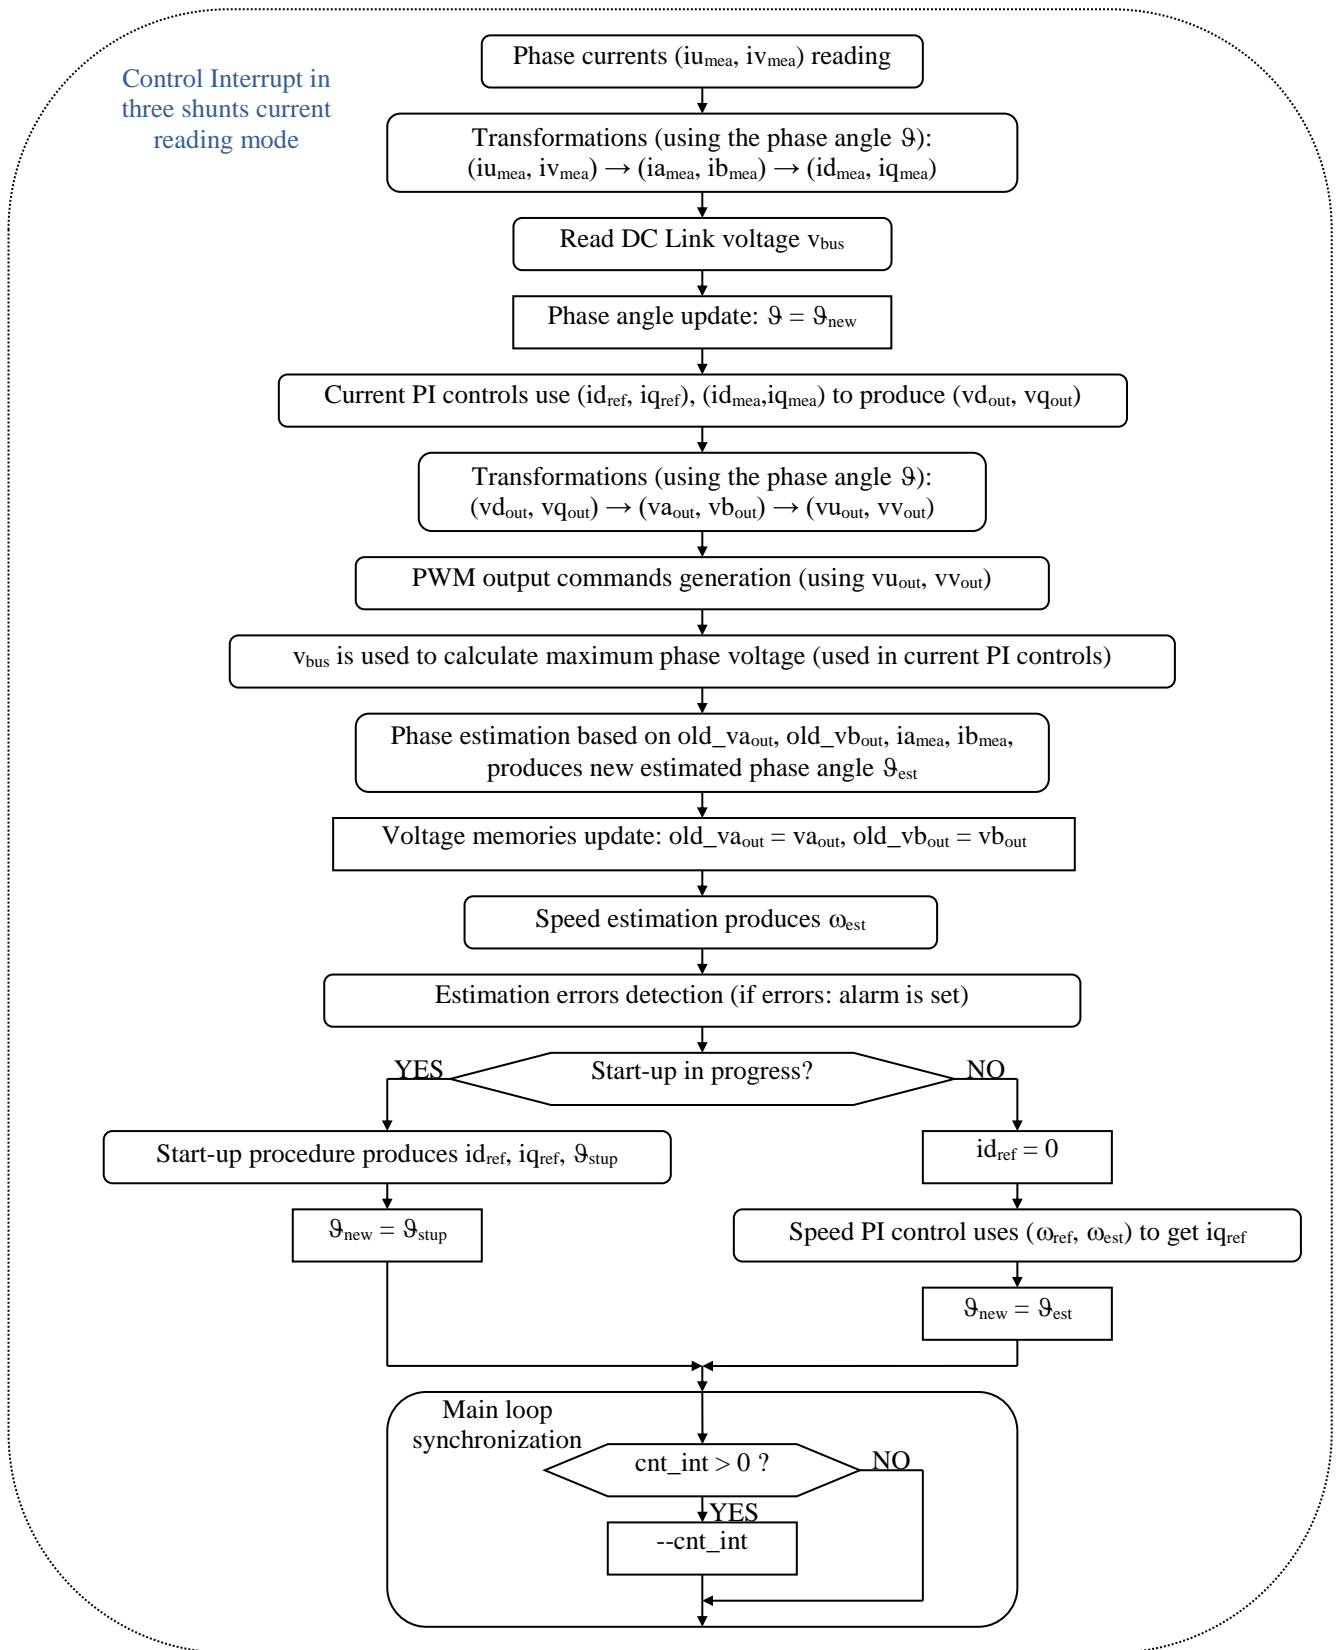 Phase currents (iumea, ivmea) reading
Control Interrupt in
three shunts current
reading mode
Transformations (using the phase angle ϑ):
(iumea, ivmea) → (iamea, ibmea) → (idmea, iqmea)
Read DC Link voltage vbus
Phase angle update: ϑ = ϑnew
Current PI controls use (idref, iqref), (idmea,iqmea) to produce (vdout, vqout)
Transformations (using the phase angle ϑ):
(vdout, vqout) → (vaout, vbout) → (vuout, vvout)
PWM output commands generation (using vuout, vvout)
vbus is used to calculate maximum phase voltage (used in current PI controls)
Phase estimation based on old_vaout, old_vbout, iamea, ibmea,
produces new estimated phase angle ϑest
Voltage memories update: old_vaout = vaout, old_vbout = vbout
Speed estimation produces ωest
Estimation errors detection (if errors: alarm is set)
Start-up in progress?
YES
NO
Start-up procedure produces idref, iqref, ϑstup
ϑnew = ϑstup
idref = 0
Speed PI control uses (ωref, ωest) to get iqref
ϑnew = ϑest
Main loop
synchronization
cnt_int > 0 ?
NO
YES
--cnt_int